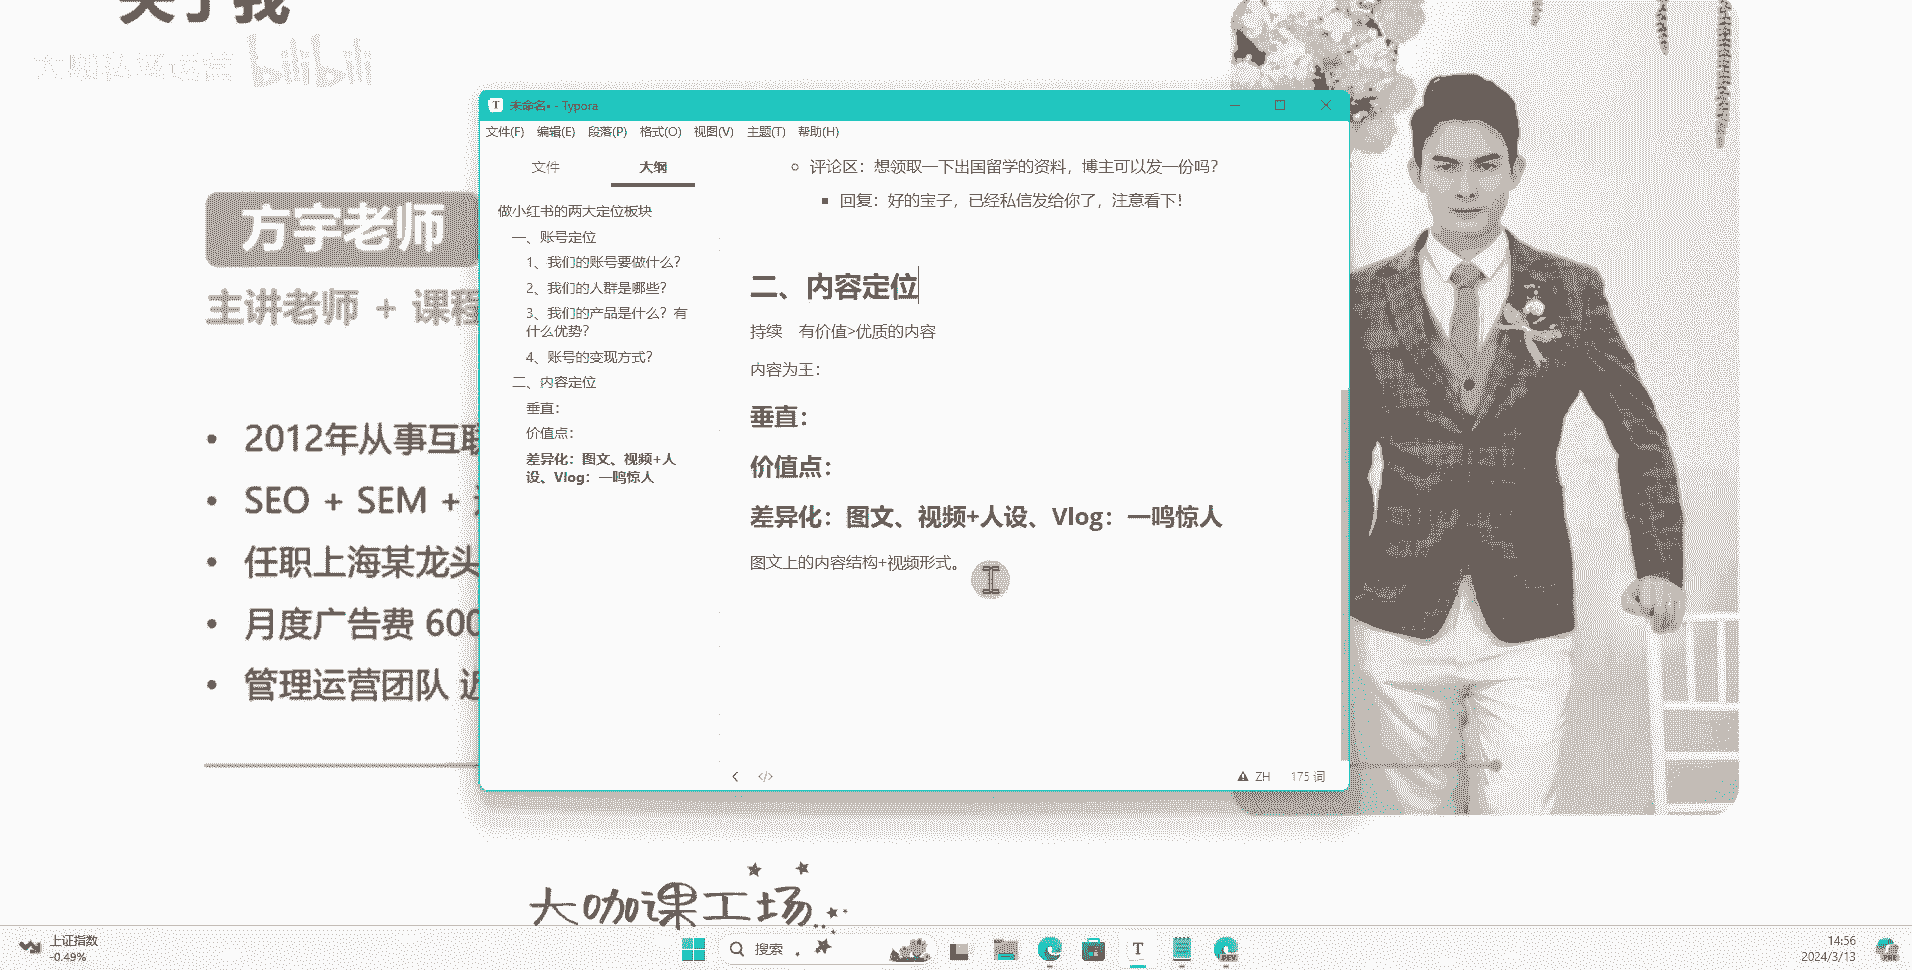 关于我
大咖私域运营 bilibili
方宇老师
主讲老师 + 课程
2012年从事互联
SEO + SEM +
任职上海某龙头
月度广告费 600
管理运营团队 近
未命名• - Typora
文件(F) 编辑(E) 段落(P) 格式(O) 视图(V) 主题(T) 帮助(H)
文件 大纲
做小红书的两大定位板块
一、账号定位
1、我们的账号要做什么?
2、我们的人群是哪些?
3、我们的产品是什么? 有
什么优势?
4、账号的变现方式?
二、内容定位
垂直:
价值点:
差异化: 图文、视频+人
设、Vlog: 一鸣惊人
评论区: 想领取一下出国留学的资料, 博主可以发一份吗?
回复: 好的宝子, 已经私信发给你了, 注意看下!
二、内容定位
持续 有价值>优质的内容
内容为王:
垂直:
价值点:
差异化: 图文、视频+人设、Vlog: 一鸣惊人
图文上的内容结构+视频形式。
ZH 175 词
大咖课工场
上证指数
-0.49%
搜索
14:56
2024/3/13